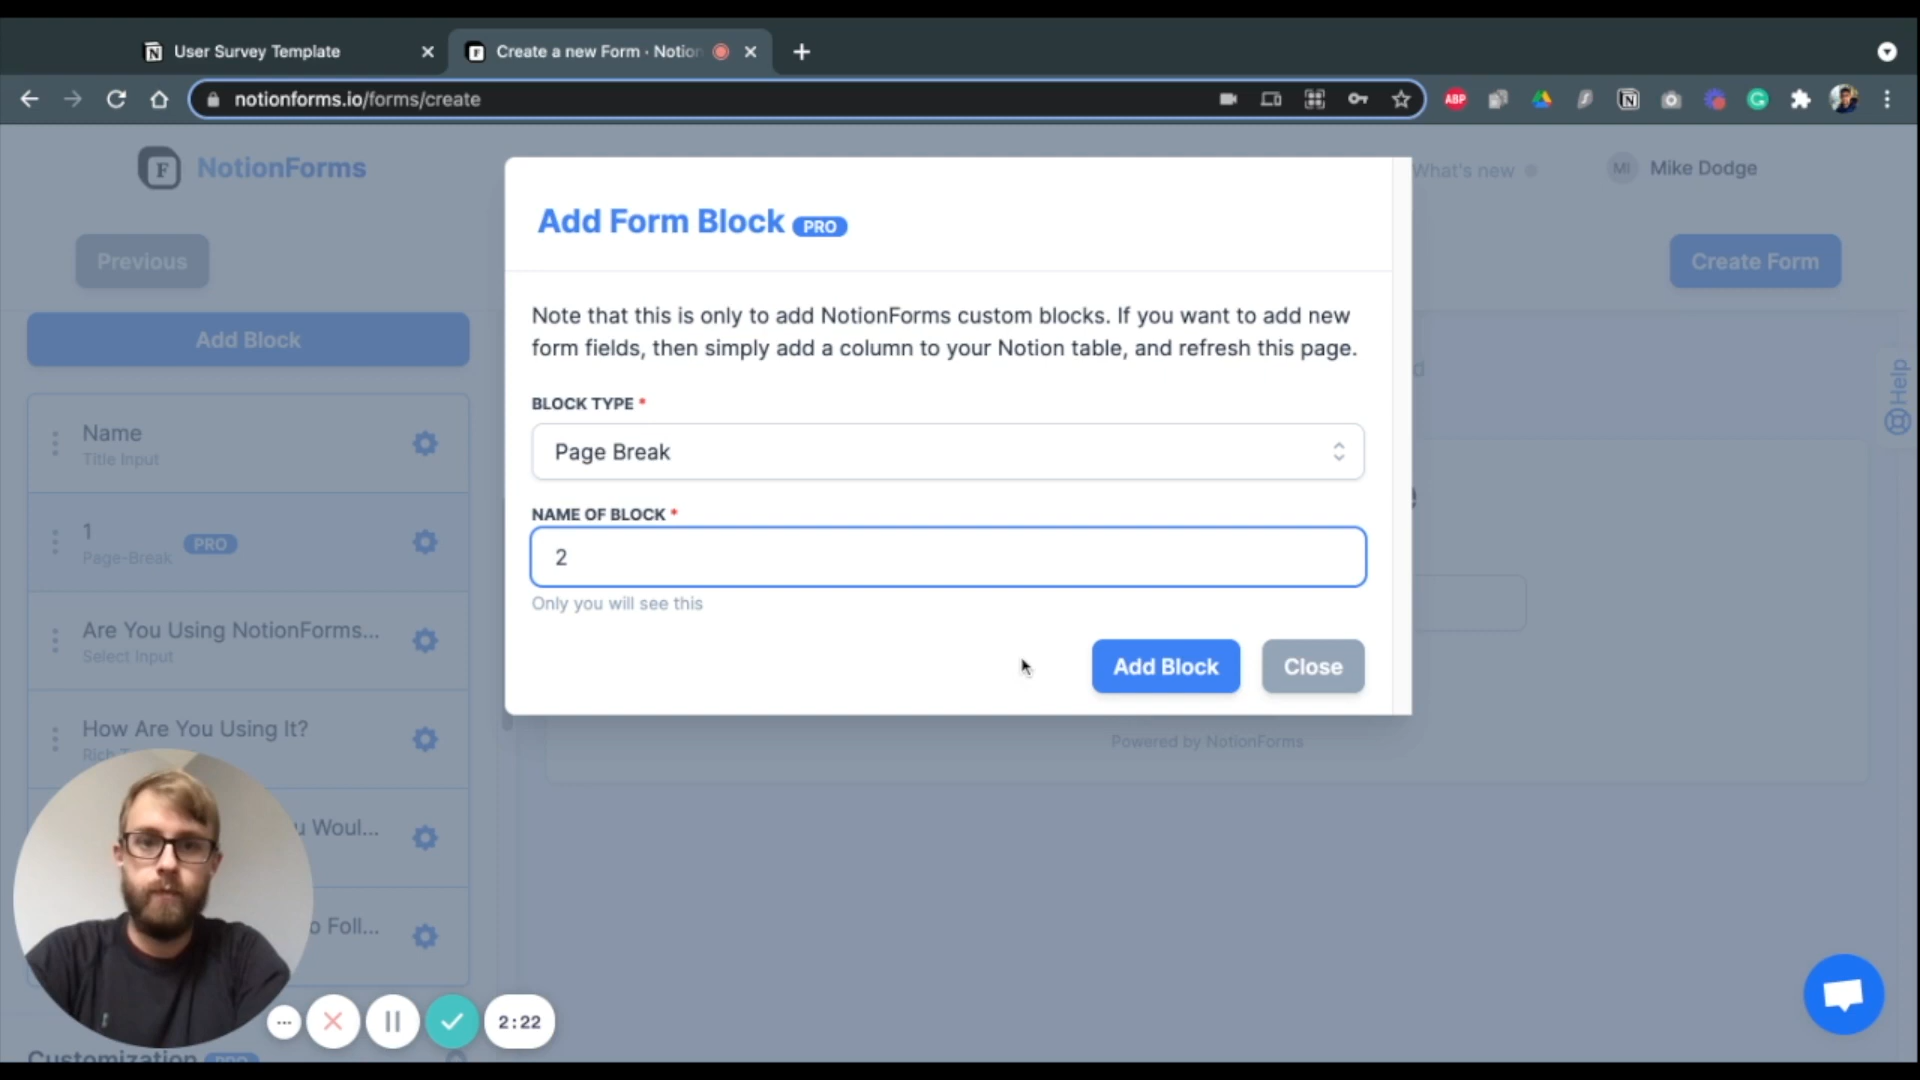 User Survey Template
Create a new Form · Notion
notionforms.io/forms/create
ABP
NotionForms
What's new
MI
Mike Dodge
Previous
Create Form
Add Block
Name
Title Input
1
Page-Break
PRO
Are You Using NotionForms...
Select Input
How Are You Using It?
Rich
u Woul...
o Foll...
Customization PRO
Add Form Block PRO
Note that this is only to add NotionForms custom blocks. If you want to add new
form fields, then simply add a column to your Notion table, and refresh this page.
BLOCK TYPE *
Page Break
NAME OF BLOCK *
2
Only you will see this
Add Block
Close
Powered by NotionForms
Help
2:22